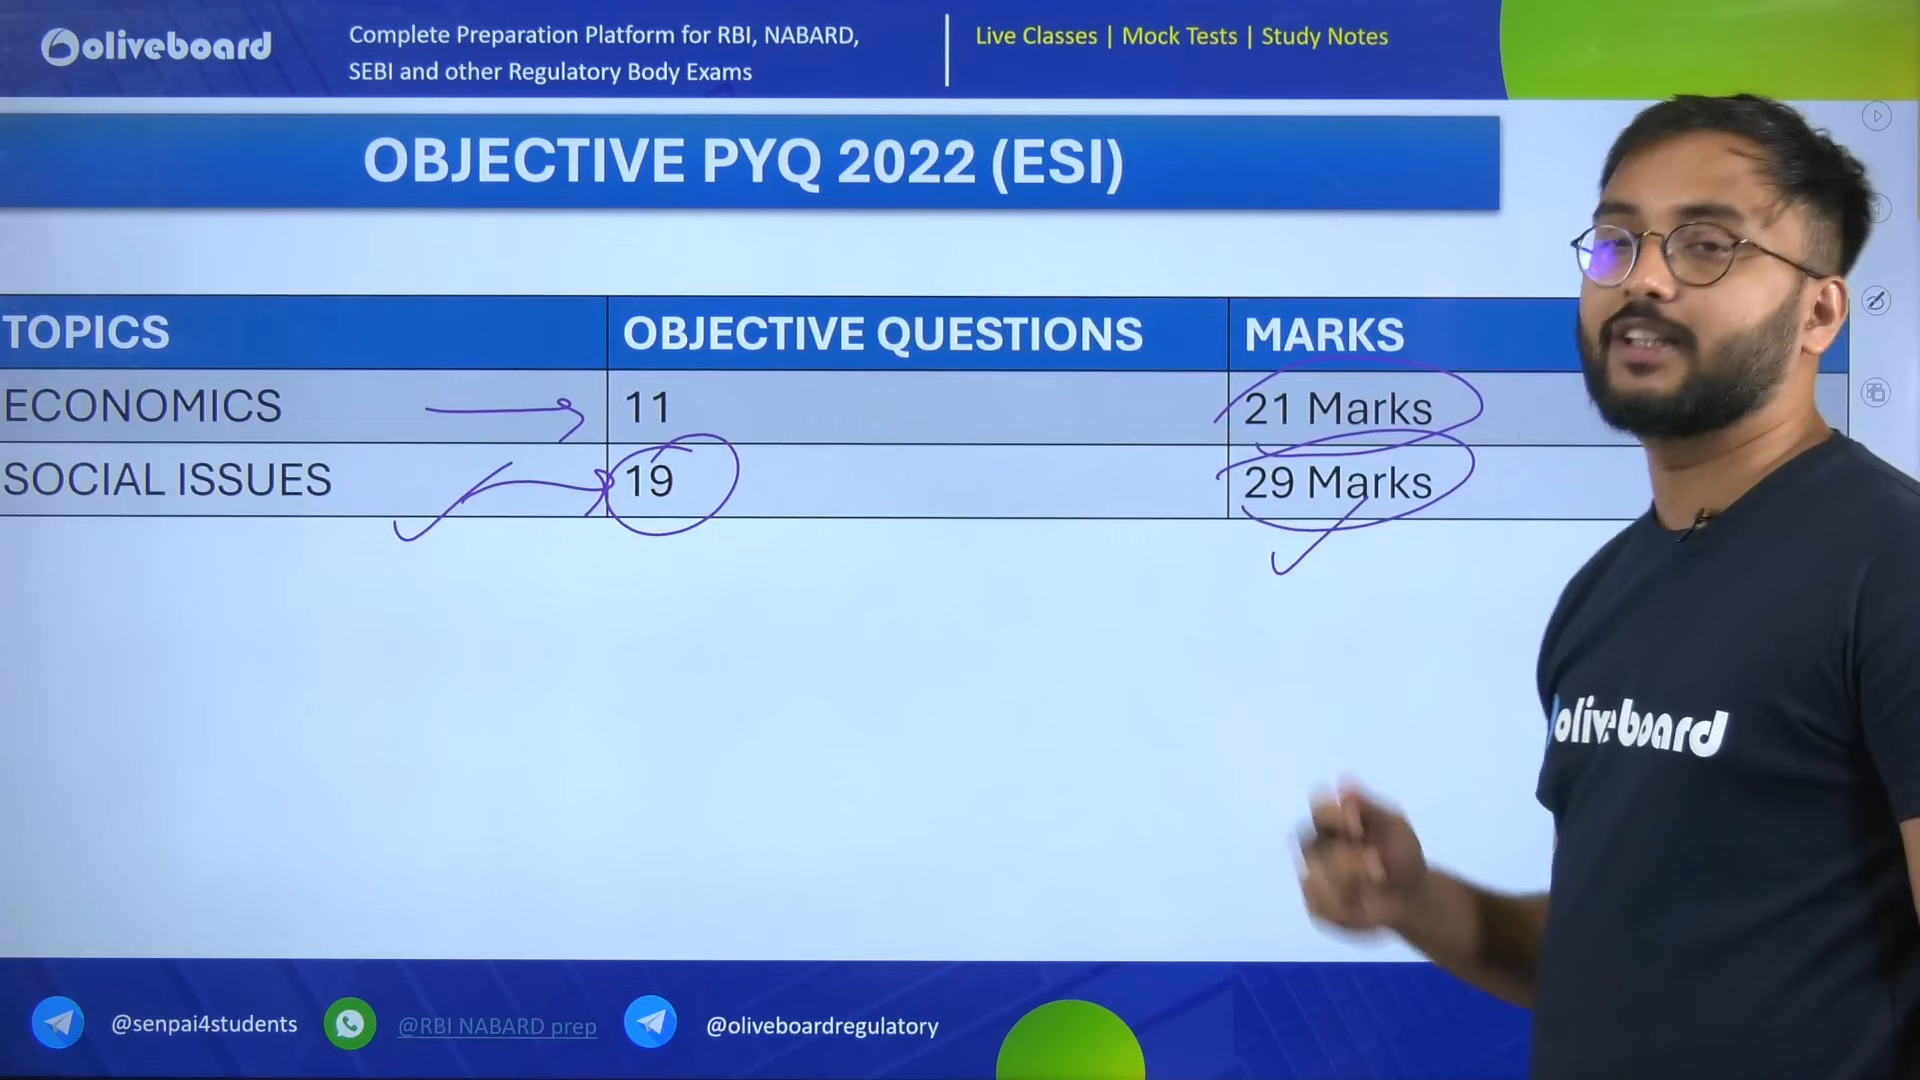 oliveboard
Complete Preparation Platform for RBI, NABARD,
SEBI and other Regulatory Body Exams
Live Classes | Mock Tests | Study Notes
OBJECTIVE PYQ 2022 (ESI)
TOPICS OBJECTIVE QUESTIONS MARKS
ECONOMICS 11 21 Marks
SOCIAL ISSUES 19 29 Marks
oliveboard
@senpai4students @RBI NABARD prep @oliveboardregulatory